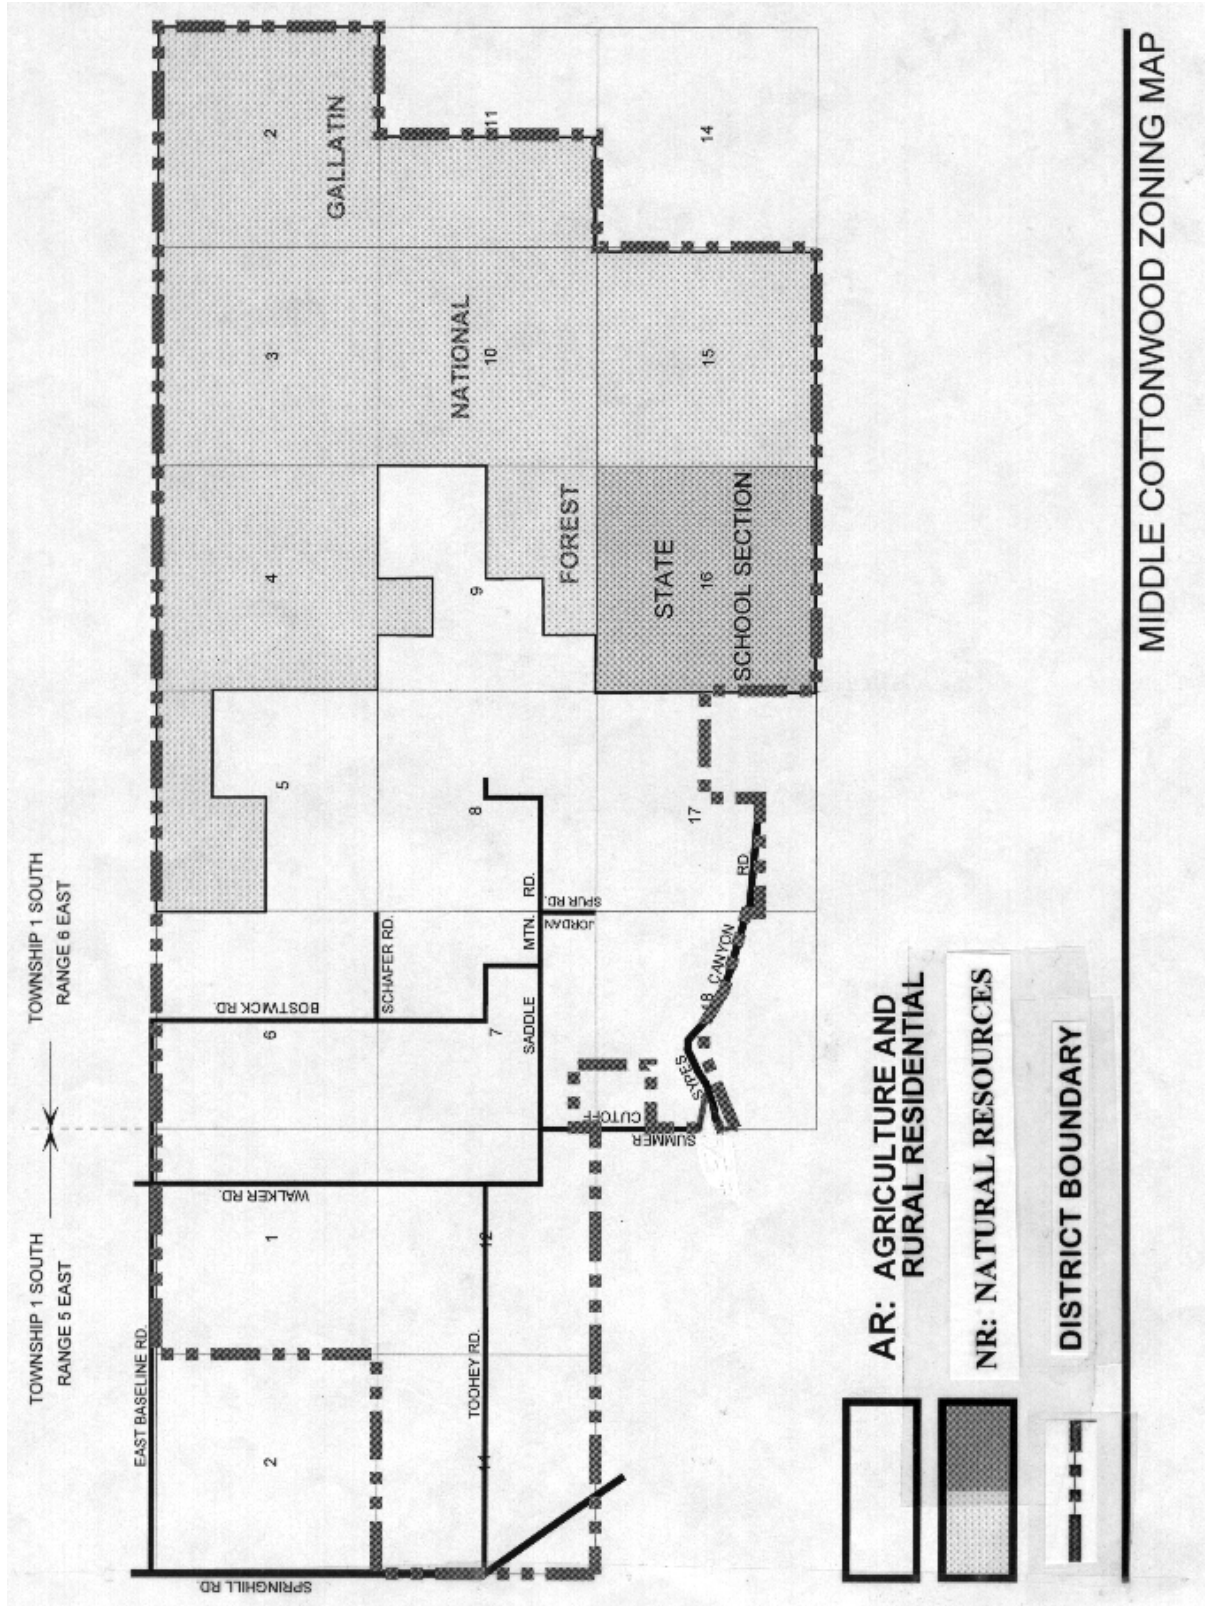 TOWNSHIP 1 SOUTH
RANGE 5 EAST
TOWNSHIP 1 SOUTH
RANGE 6 EAST
EAST BASELINE RD.
SPRINGHILL RD.
WALKER RD.
BOSTWICK RD.
SCHAFER RD.
TOOHEY RD.
SADDLE
MTN.
RD.
JORDAN
SPUR RD.
SUMMER
CUTOFF
SYPES
CANYON
RD
2
1
6
5
4
3
2
GALLATIN
11
12
7
8
9
10
NATIONAL
11
FOREST
18
17
STATE
16
SCHOOL SECTION
15
14
AR: AGRICULTURE AND
RURAL RESIDENTIAL
NR: NATURAL RESOURCES
DISTRICT BOUNDARY
MIDDLE COTTONWOOD ZONING MAP